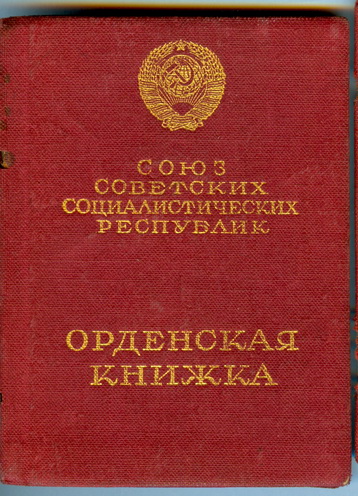 СОЮЗ
СОВЕТСКИХ
СОЦИАЛИСТИЧЕСКИХ
РЕСПУБЛИК
ОРДЕНСКАЯ
КНИЖКА